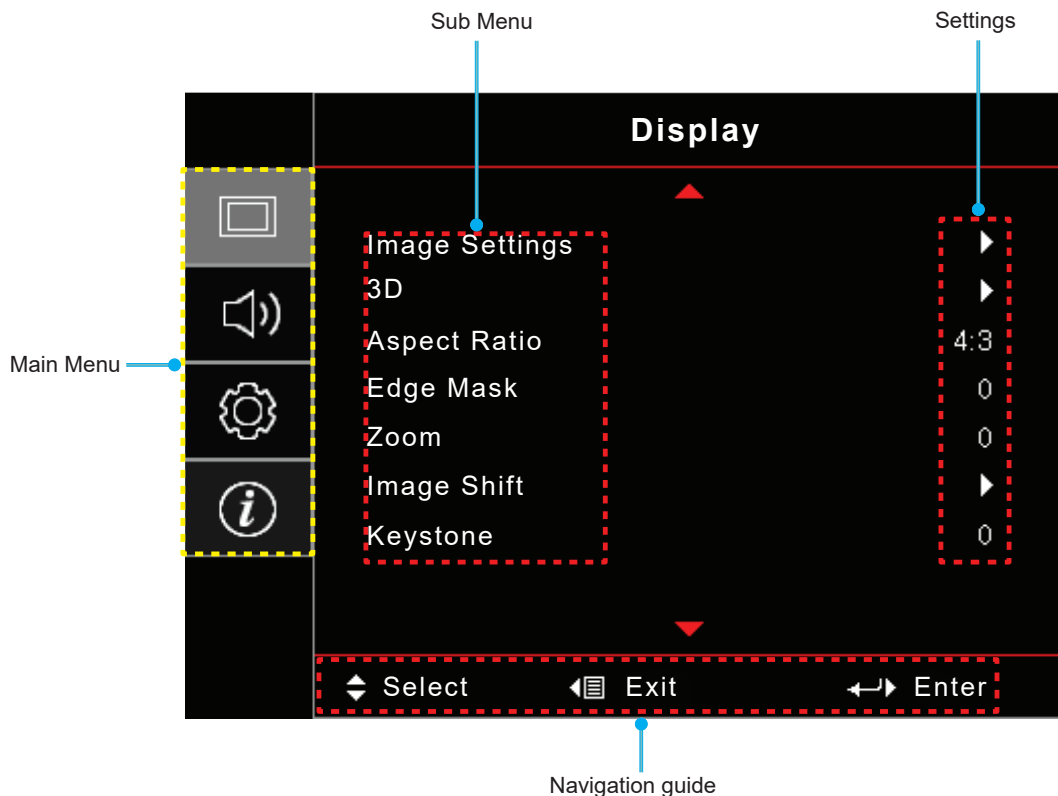 Sub Menu
Settings
Display
Image Settings
3D
Aspect Ratio 4:3
Edge Mask 0
Zoom 0
Image Shift
Keystone 0
Main Menu
Select Exit Enter
Navigation guide